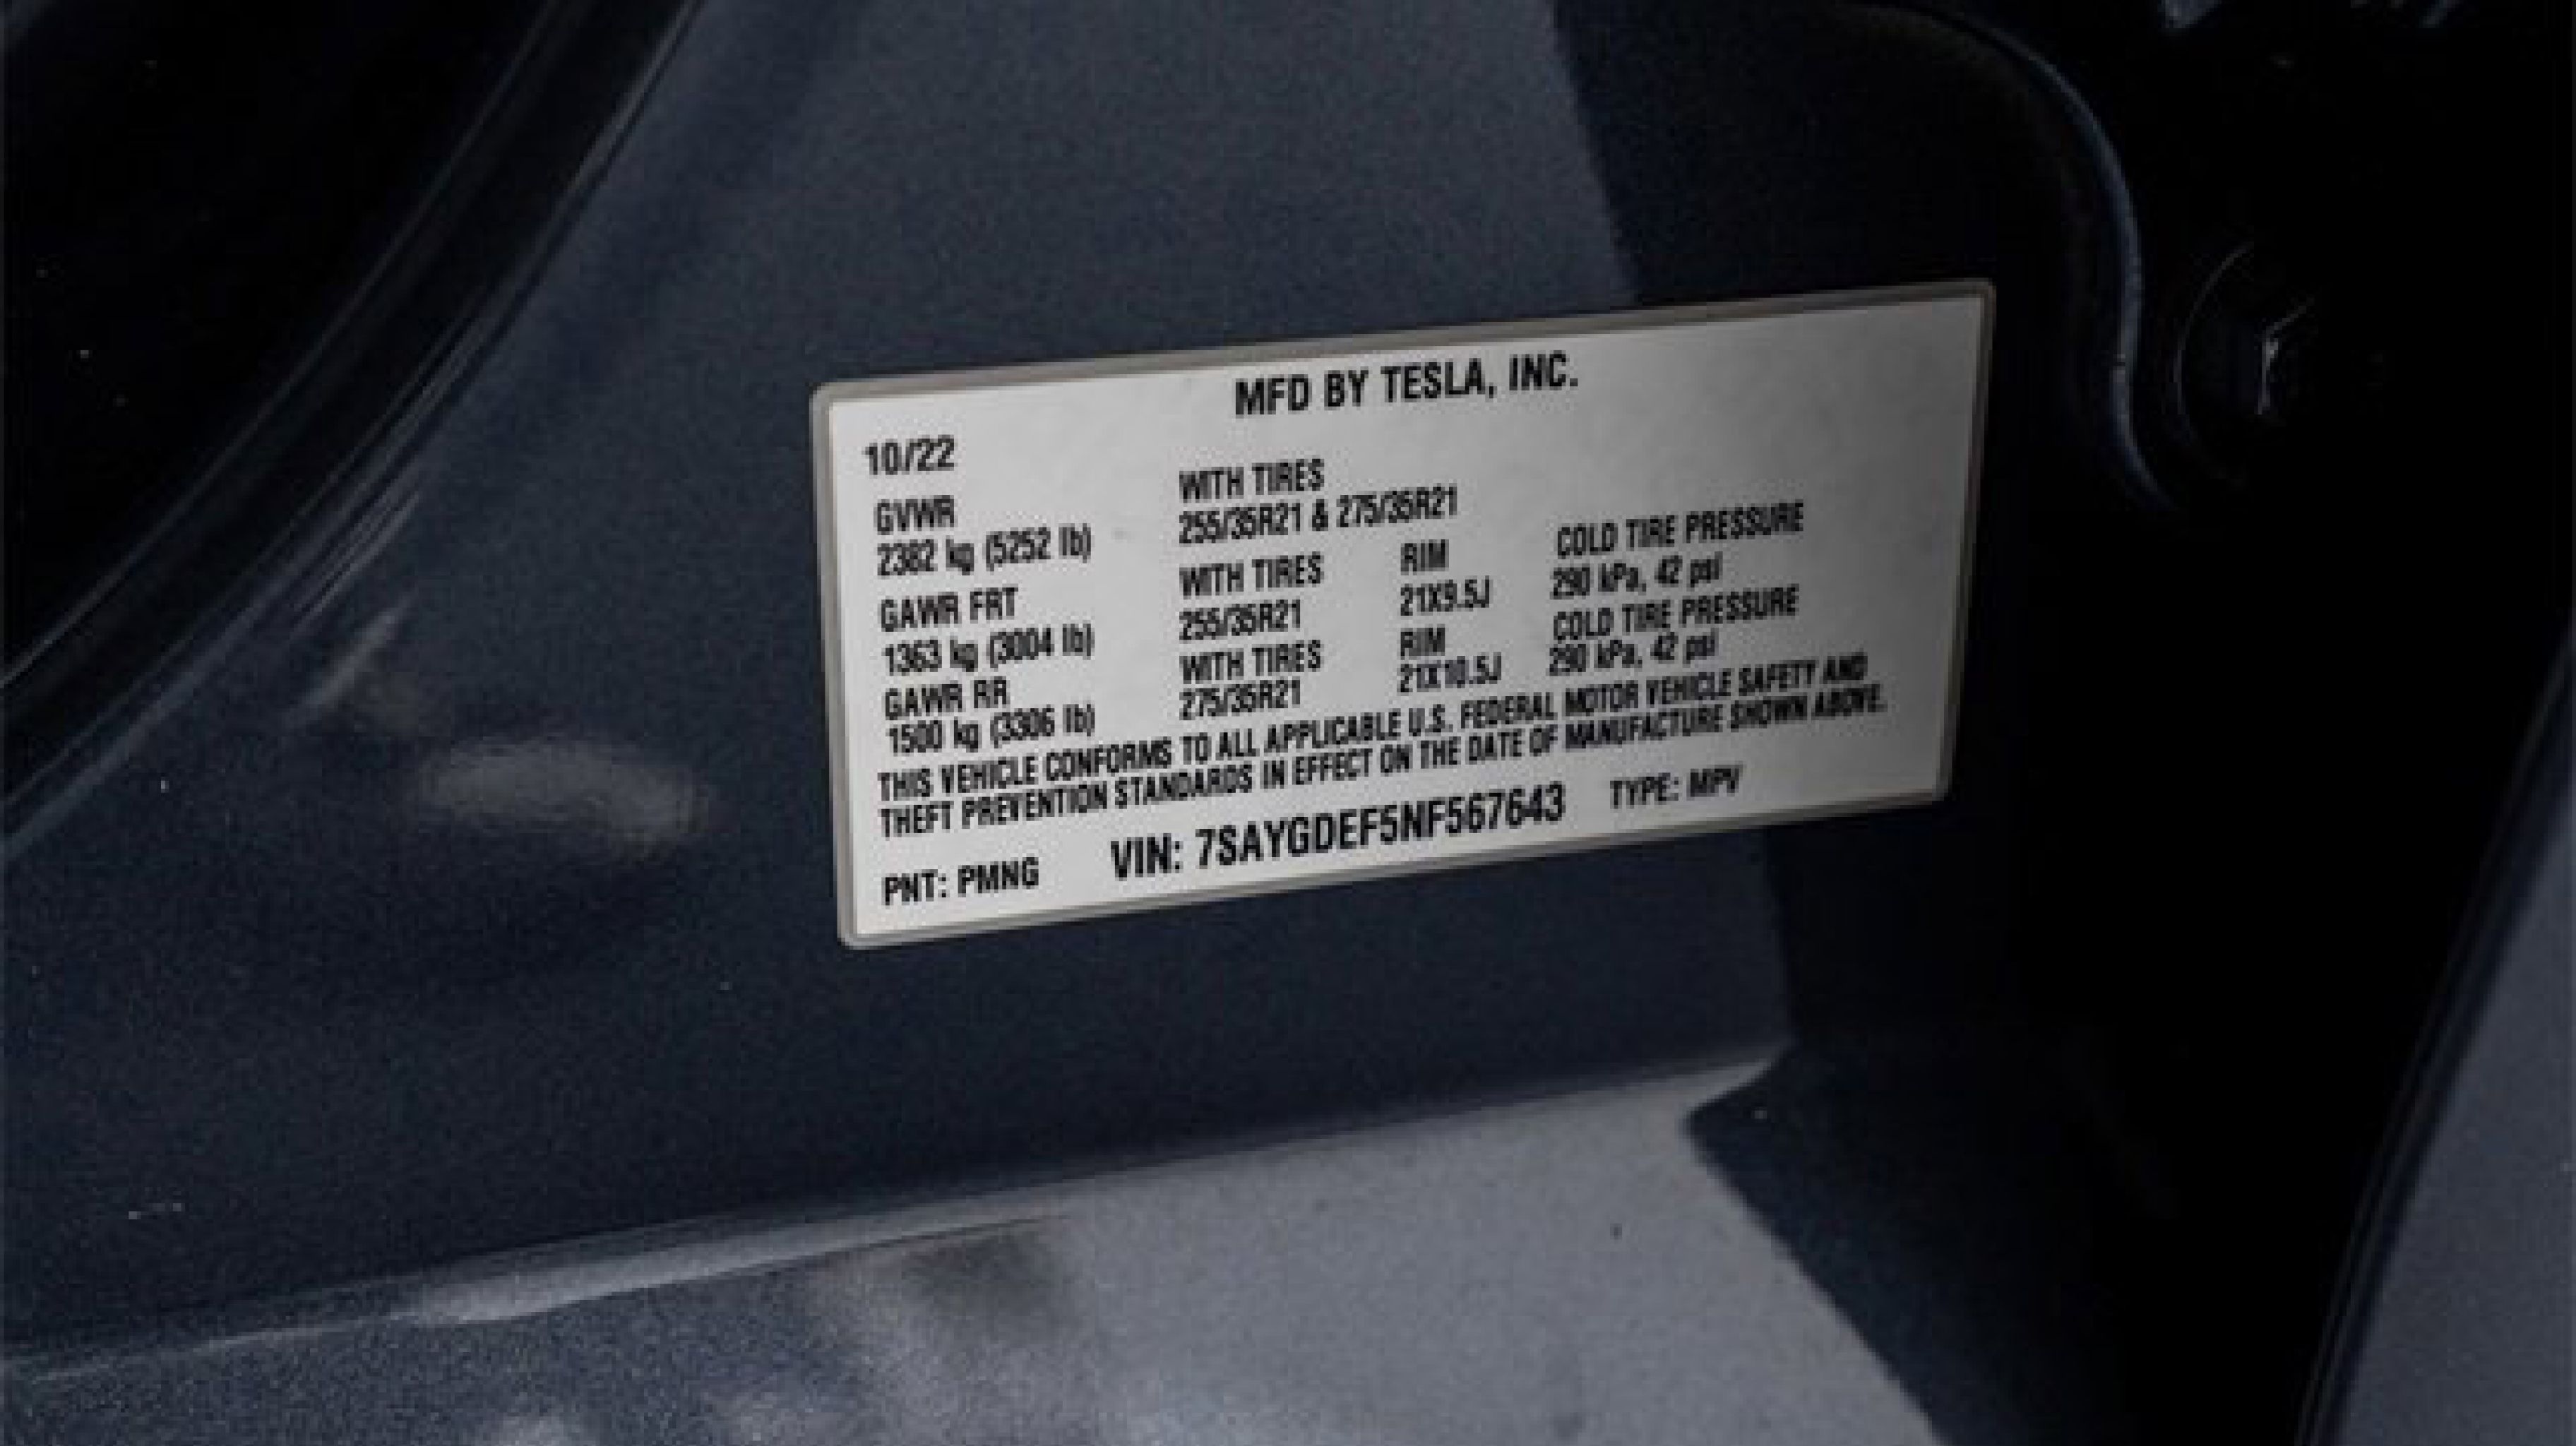 MFD BY TESLA, INC.
10/22
GVWR WITH TIRES
2382 kg (5252 lb) 255/35R21 & 275/35R21
GAWR FRT WITH TIRES RIM COLD TIRE PRESSURE
1363 kg (3004 lb) 255/35R21 21X9.5J 290 kPa, 42 psi
GAWR RR WITH TIRES RIM COLD TIRE PRESSURE
1500 kg (3306 lb) 275/35R21 21X10.5J 290 kPa, 42 psi
THIS VEHICLE CONFORMS TO ALL APPLICABLE U.S. FEDERAL MOTOR VEHICLE SAFETY AND
THEFT PREVENTION STANDARDS IN EFFECT ON THE DATE OF MANUFACTURE SHOWN ABOVE.
PNT: PMNG VIN: 7SAYGDEF5NF567643 TYPE: MPV